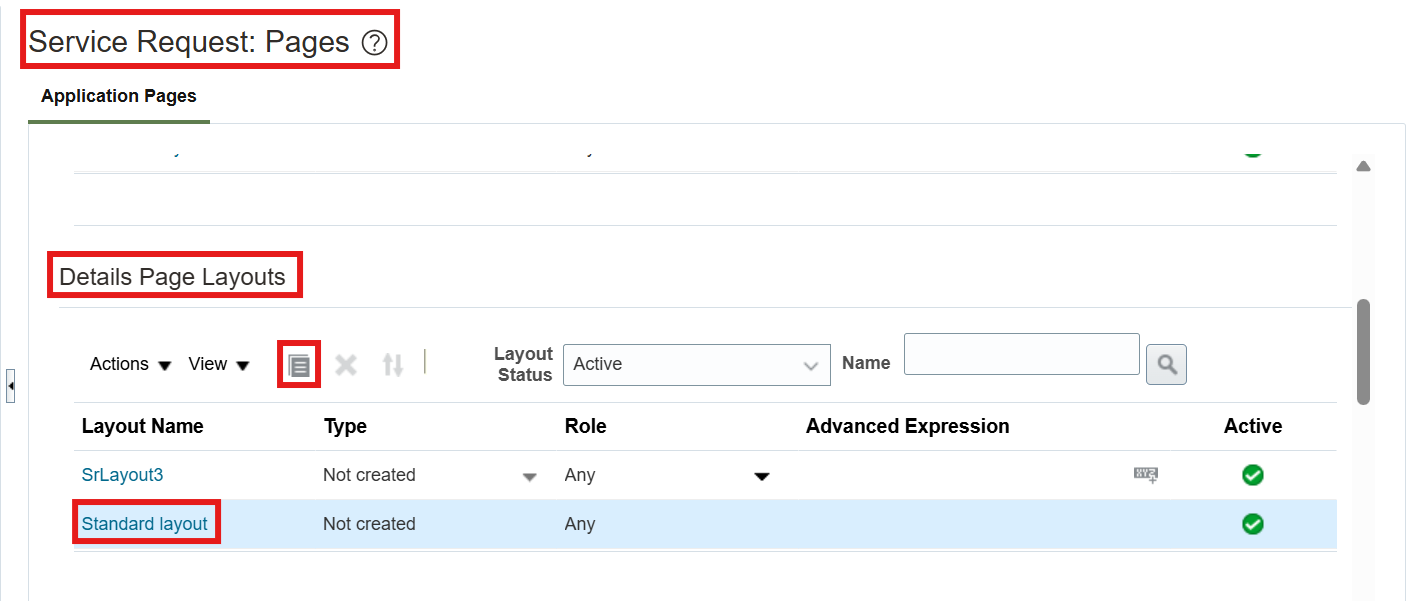 Service Request: Pages ?
Application Pages
Details Page Layouts
Actions View Layout Status Active Name
Layout Name Type Role Advanced Expression Active
SrLayout3 Not created Any XYZ
Standard layout Not created Any